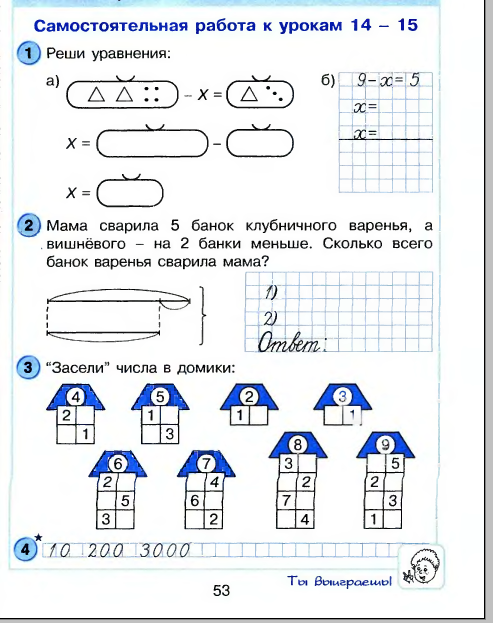 Самостоятельная работа к урокам 14 – 15
1 Реши уравнения:
а) – X =
X = –
X =
б) 9 – x = 5
x =
x =
2 Мама сварила 5 банок клубничного варенья, а
вишнёвого – на 2 банки меньше. Сколько всего
банок варенья сварила мама?
1)
2)
Ответ:
3 "Засели" числа в домики:
4 5 2 3
2 1 1 1
1 3
6 7 8 9
2 4 3 5
5 6 2 2
3 2 7 3
4 1
4* 10 200 3000
Ты выиграешь!
53